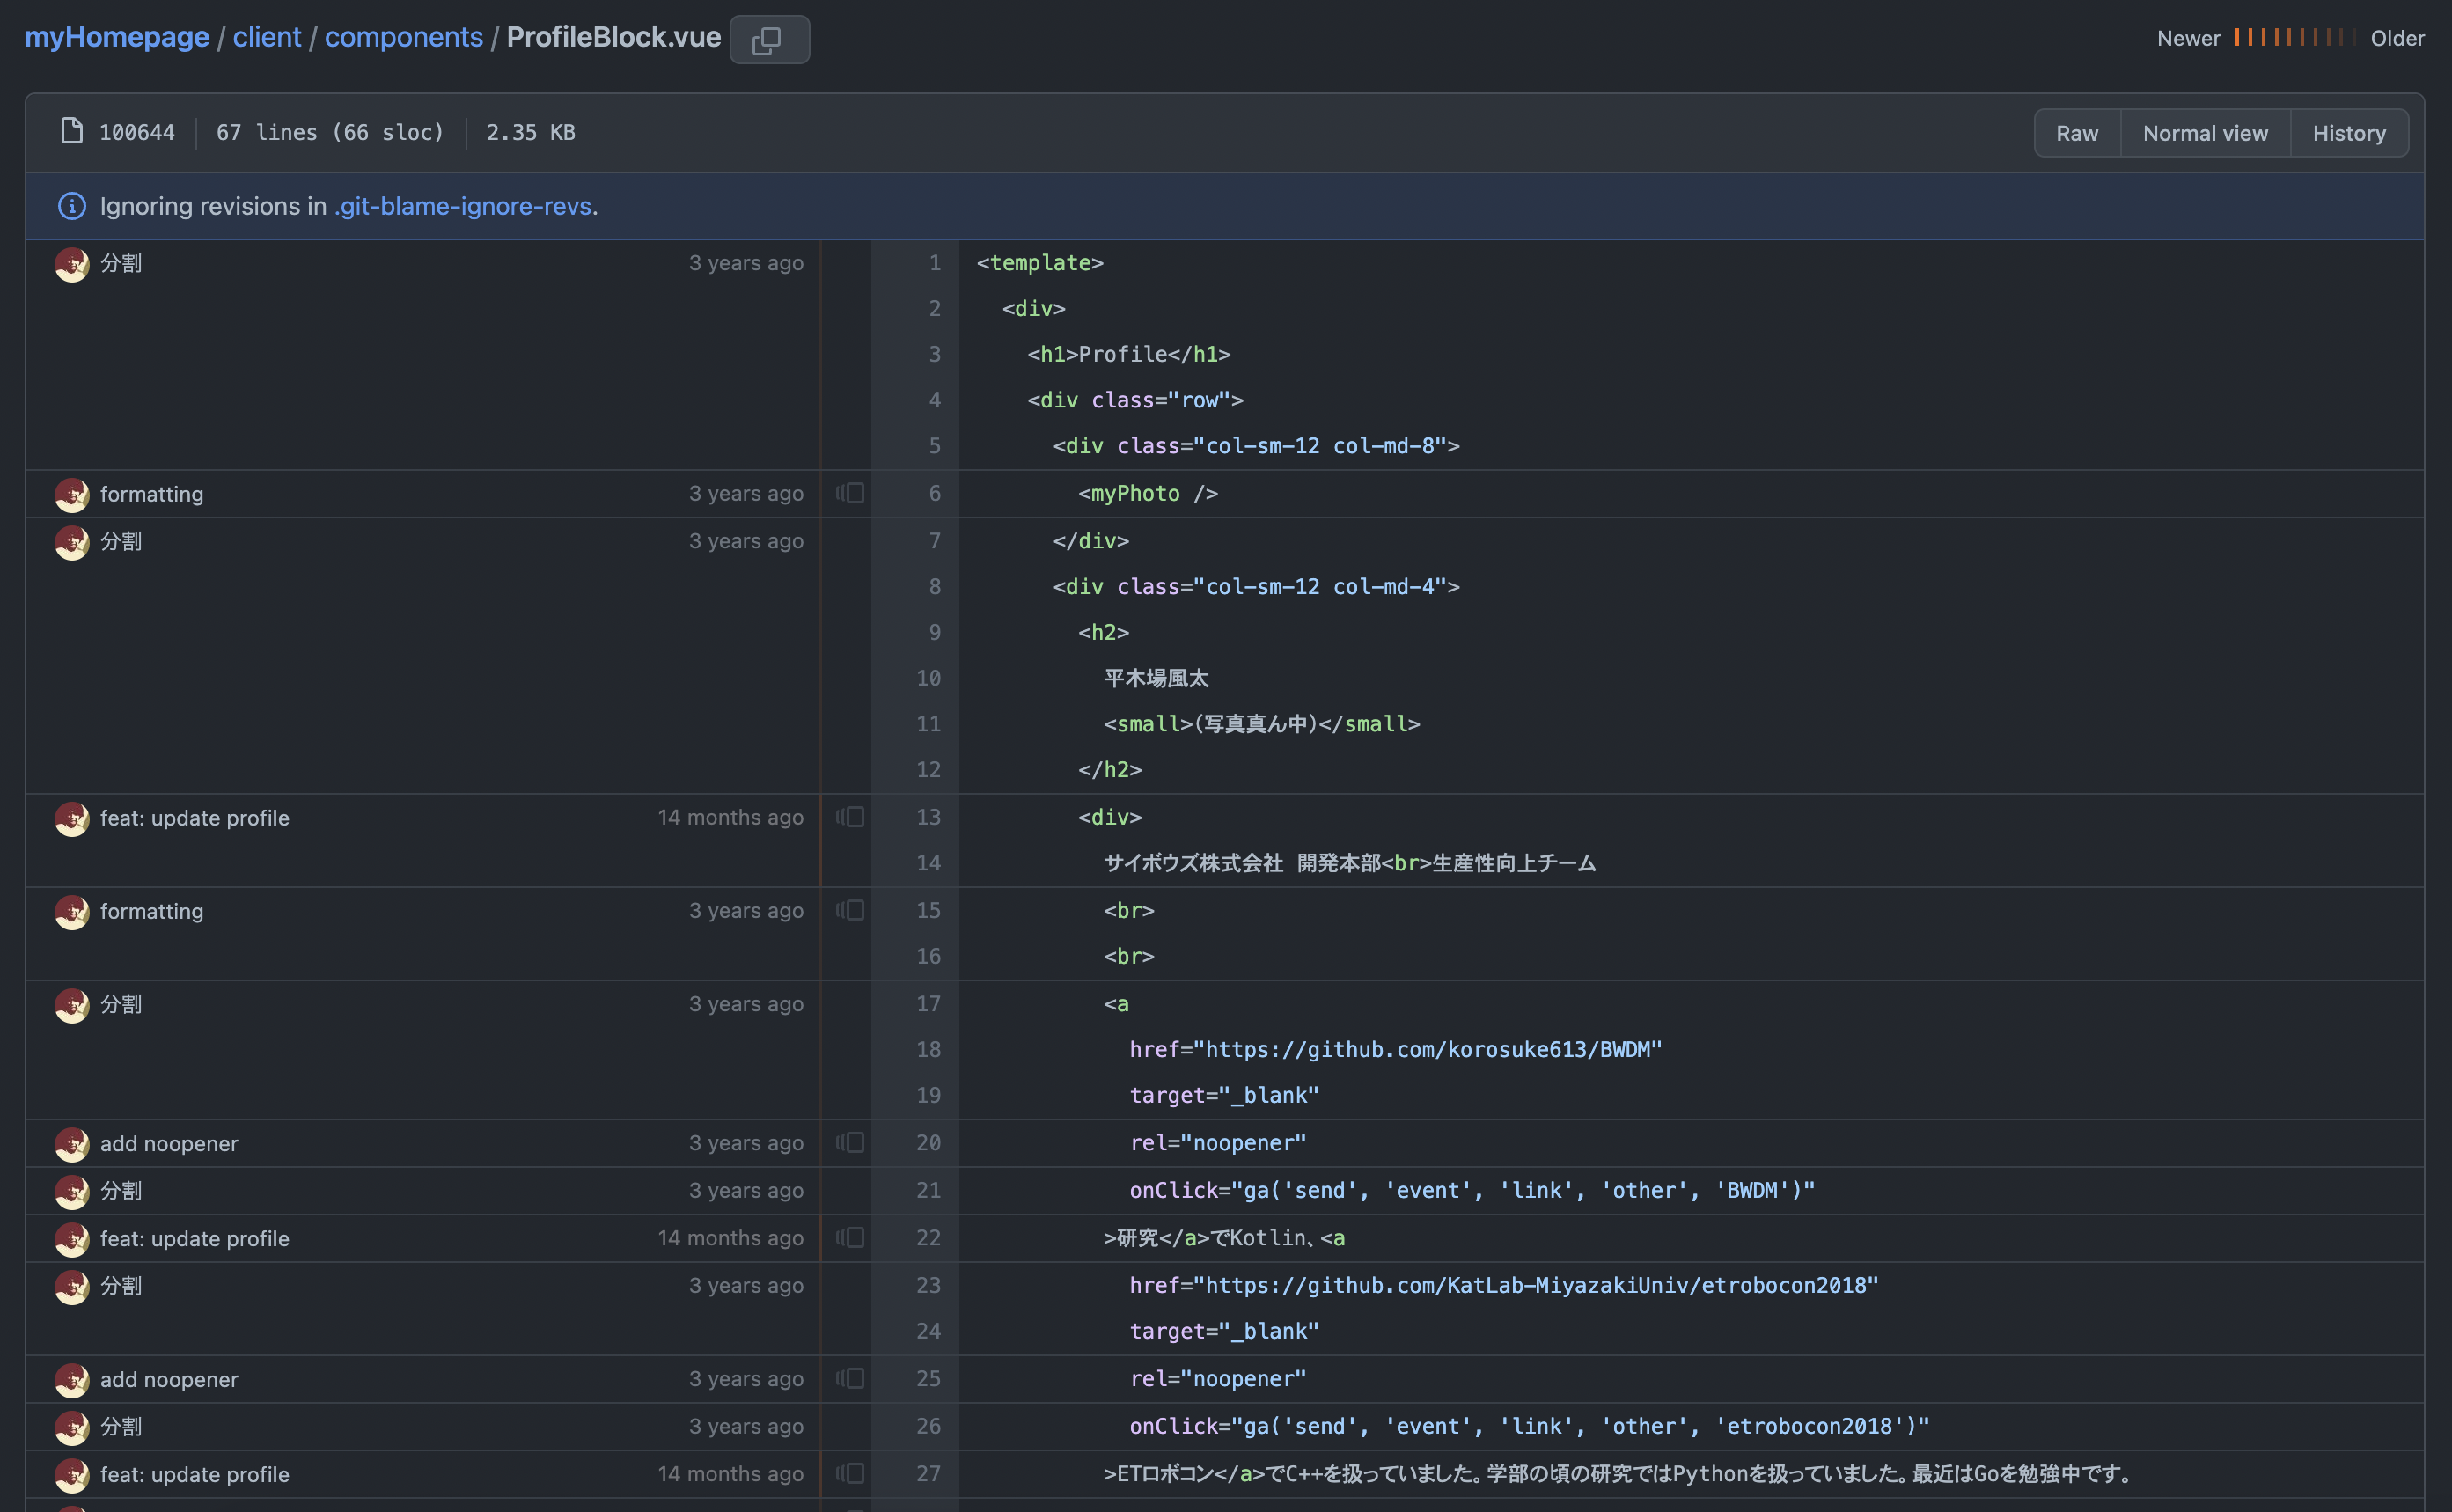 myHomepage / client / components / ProfileBlock.vue
Newer Older
100644 67 lines (66 sloc) 2.35 KB
Raw Normal view History
Ignoring revisions in .git-blame-ignore-revs.
分割 3 years ago 1 <template>
2 <div>
3 <h1>Profile</h1>
4 <div class="row">
5 <div class="col-sm-12 col-md-8">
formatting 3 years ago 6 <myPhoto />
分割 3 years ago 7 </div>
8 <div class="col-sm-12 col-md-4">
9 <h2>
10 平木場風太
11 <small>(写真真ん中)</small>
12 </h2>
feat: update profile 14 months ago 13 <div>
14 サイボウズ株式会社 開発本部<br>生産性向上チーム
formatting 3 years ago 15 <br>
16 <br>
分割 3 years ago 17 <a
18 href="https://github.com/korosuke613/BWDM"
19 target="_blank"
add noopener 3 years ago 20 rel="noopener"
分割 3 years ago 21 onClick="ga('send', 'event', 'link', 'other', 'BWDM')"
feat: update profile 14 months ago 22 >研究</a>でKotlin、<a
分割 3 years ago 23 href="https://github.com/KatLab-MiyazakiUniv/etrobocon2018"
24 target="_blank"
add noopener 3 years ago 25 rel="noopener"
分割 3 years ago 26 onClick="ga('send', 'event', 'link', 'other', 'etrobocon2018')"
feat: update profile 14 months ago 27 >ETロボコン</a>でC++を扱っていました。学部の頃の研究ではPythonを扱っていました。最近はGoを勉強中です。